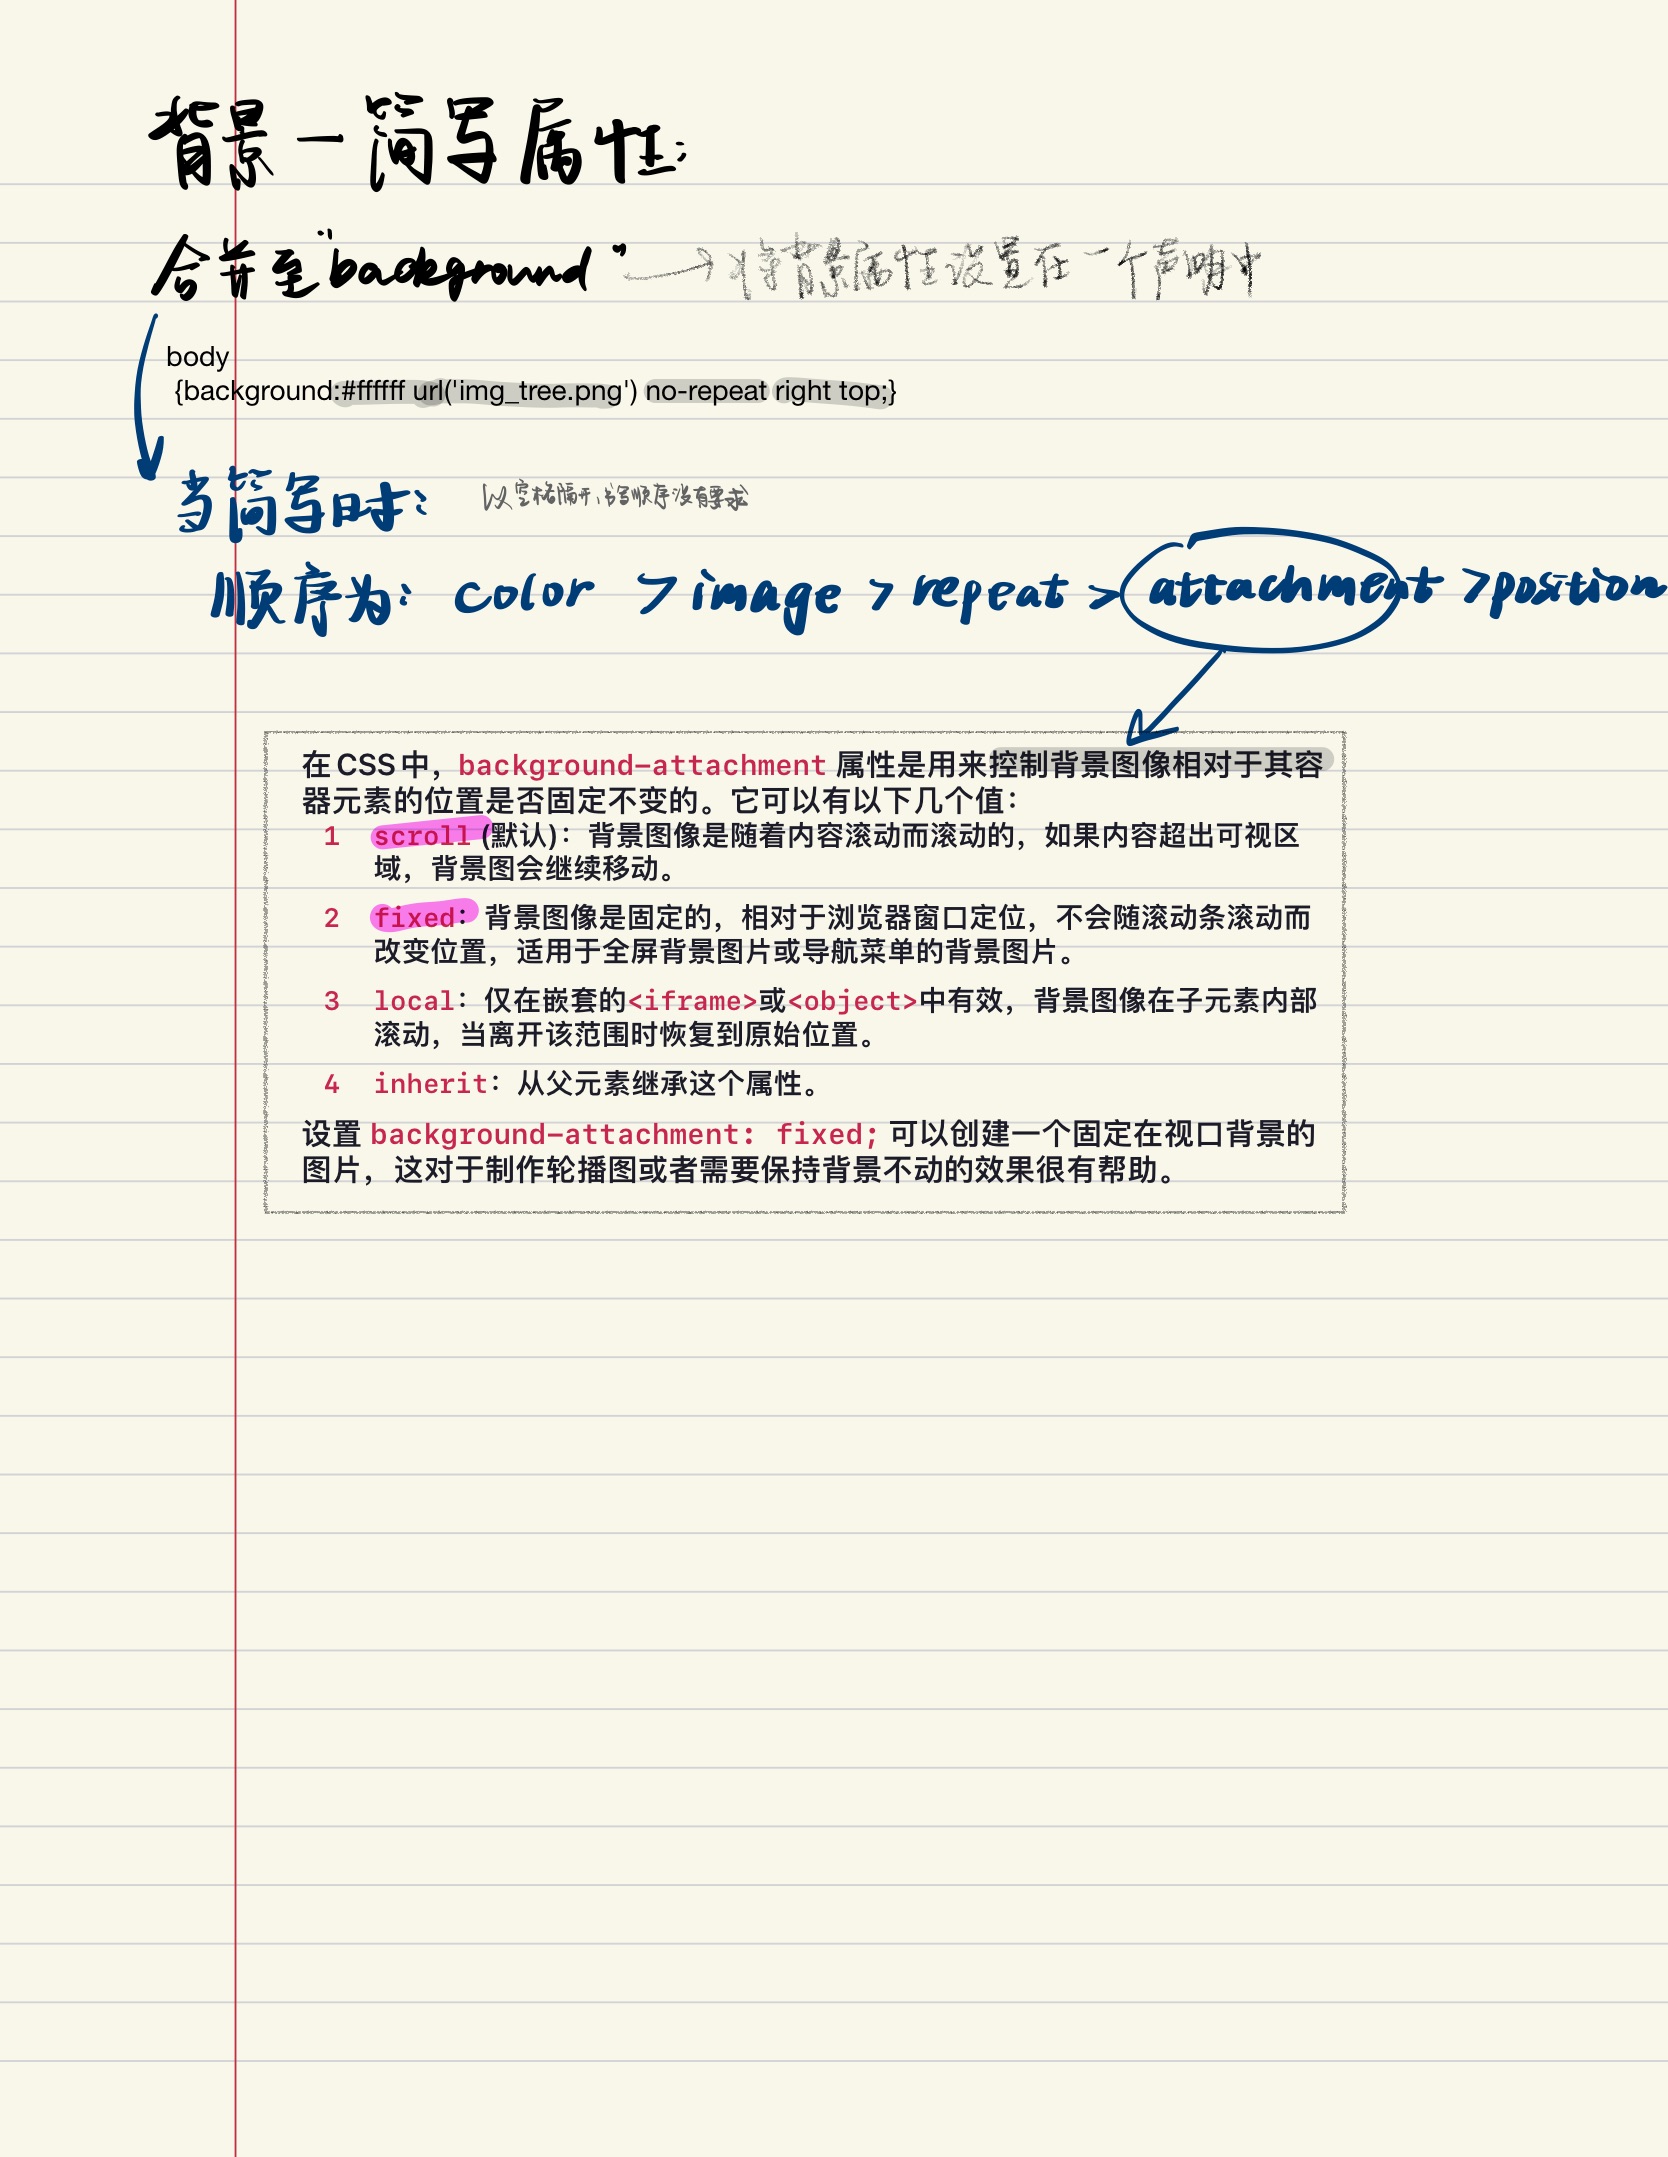 背景一简写属性:
合并至"background" → 将背景属性设置在一个声明中
body
{background:#ffffff url('img_tree.png') no-repeat right top;}
当简写时: 以空格隔开,书写顺序没有要求
顺序为: color > image > repeat > attachment > position
在CSS中，background-attachment 属性是用来控制背景图像相对于其容
器元素的位置是否固定不变的。它可以有以下几个值：
1 scroll (默认)：背景图像是随着内容滚动而滚动的，如果内容超出可视区
域，背景图会继续移动。
2 fixed：背景图像是固定的，相对于浏览器窗口定位，不会随滚动条滚动而
改变位置，适用于全屏背景图片或导航菜单的背景图片。
3 local：仅在嵌套的<iframe>或<object>中有效，背景图像在子元素内部
滚动，当离开该范围时恢复到原始位置。
4 inherit：从父元素继承这个属性。
设置 background-attachment: fixed; 可以创建一个固定在视口背景的
图片，这对于制作轮播图或者需要保持背景不动的效果很有帮助。